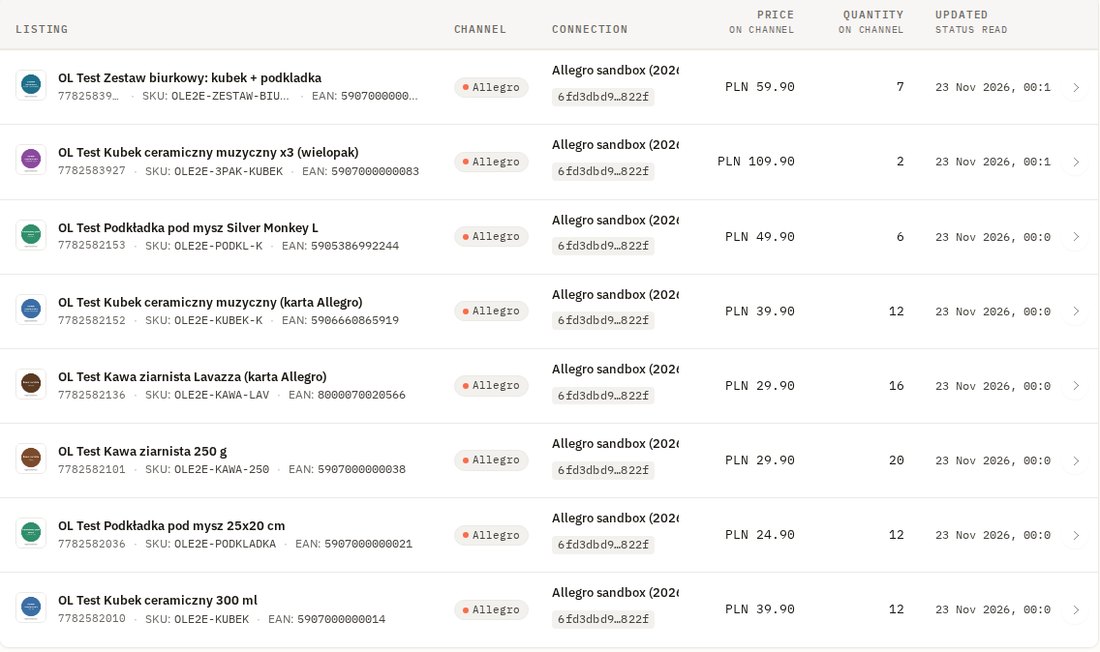 LISTING CHANNEL CONNECTION PRICE ON CHANNEL QUANTITY ON CHANNEL UPDATED STATUS READ
OL Test Zestaw biurkowy: kubek + podkladka
77825839… · SKU: OLE2E-ZESTAW-BIU… · EAN: 5907000000…
Allegro
Allegro sandbox (2026
6fd3dbd9…822f
PLN 59.90
7
23 Nov 2026, 00:1
OL Test Kubek ceramiczny muzyczny x3 (wielopak)
7782583927 · SKU: OLE2E-3PAK-KUBEK · EAN: 5907000000083
Allegro
Allegro sandbox (2026
6fd3dbd9…822f
PLN 109.90
2
23 Nov 2026, 00:1
OL Test Podkładka pod mysz Silver Monkey L
7782582153 · SKU: OLE2E-PODKL-K · EAN: 5905386992244
Allegro
Allegro sandbox (2026
6fd3dbd9…822f
PLN 49.90
6
23 Nov 2026, 00:0
OL Test Kubek ceramiczny muzyczny (karta Allegro)
7782582152 · SKU: OLE2E-KUBEK-K · EAN: 5906660865919
Allegro
Allegro sandbox (2026
6fd3dbd9…822f
PLN 39.90
12
23 Nov 2026, 00:0
OL Test Kawa ziarnista Lavazza (karta Allegro)
7782582136 · SKU: OLE2E-KAWA-LAV · EAN: 8000070020566
Allegro
Allegro sandbox (2026
6fd3dbd9…822f
PLN 29.90
16
23 Nov 2026, 00:0
OL Test Kawa ziarnista 250 g
7782582101 · SKU: OLE2E-KAWA-250 · EAN: 5907000000038
Allegro
Allegro sandbox (2026
6fd3dbd9…822f
PLN 29.90
20
23 Nov 2026, 00:0
OL Test Podkładka pod mysz 25x20 cm
7782582036 · SKU: OLE2E-PODKLADKA · EAN: 5907000000021
Allegro
Allegro sandbox (2026
6fd3dbd9…822f
PLN 24.90
12
23 Nov 2026, 00:0
OL Test Kubek ceramiczny 300 ml
7782582010 · SKU: OLE2E-KUBEK · EAN: 5907000000014
Allegro
Allegro sandbox (2026
6fd3dbd9…822f
PLN 39.90
12
23 Nov 2026, 00:0